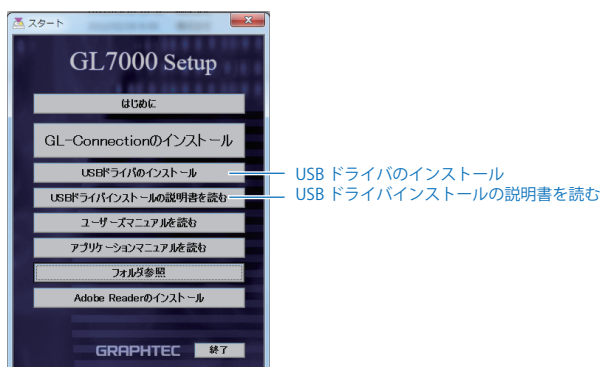 スタート
GL7000 Setup
はじめに
GL-Connectionのインストール
USBドライバのインストール
USBドライバインストールの説明書を読む
ユーザーズマニュアルを読む
アプリケーションマニュアルを読む
フォルダ参照
Adobe Readerのインストール
GRAPHTEC 終了
USB ドライバのインストール
USB ドライバインストールの説明書を読む